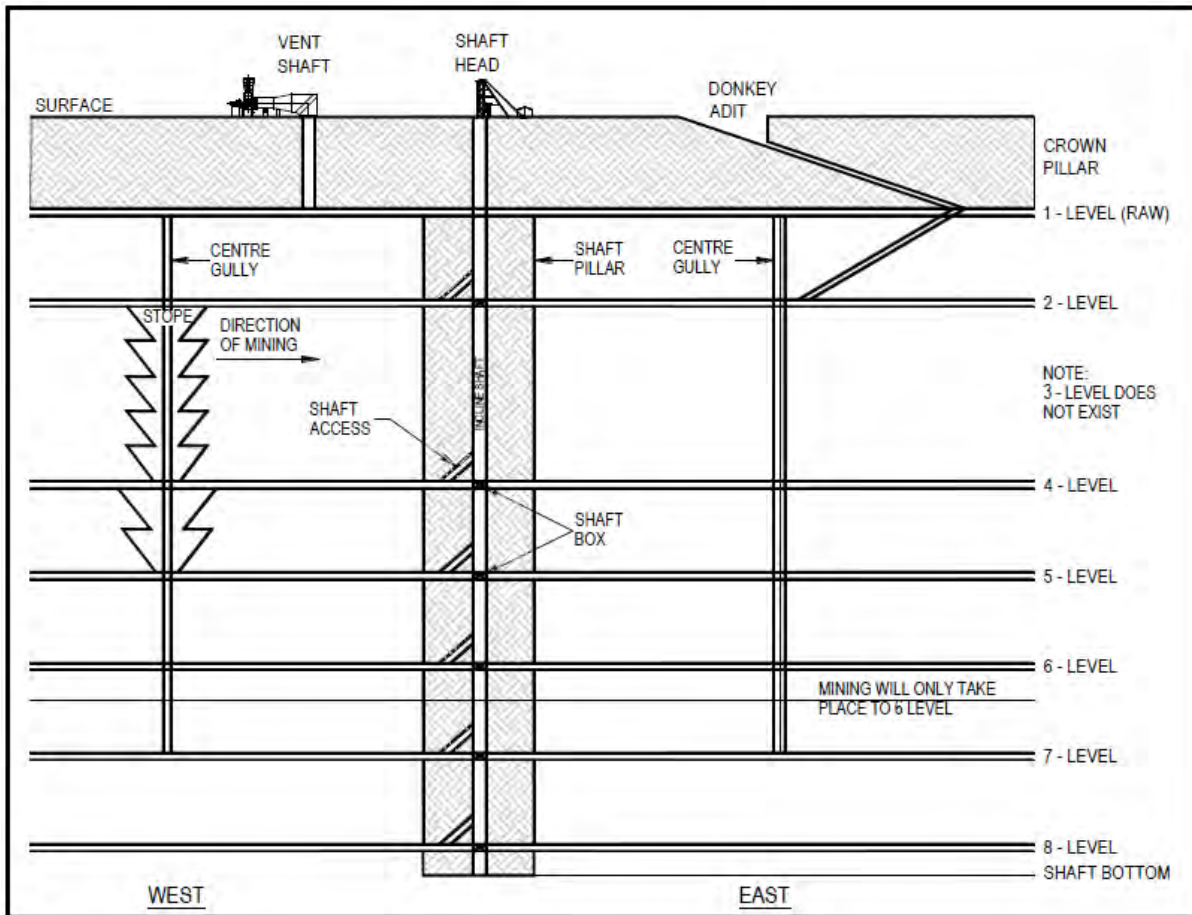 VENT
SHAFT
SHAFT
HEAD
DONKEY
ADIT
SURFACE
CROWN
PILLAR
1 - LEVEL (RAW)
CENTRE
GULLY
SHAFT
PILLAR
CENTRE
GULLY
2 - LEVEL
STOPE
DIRECTION
OF MINING
INCLINE SHAFT
NOTE:
3 - LEVEL DOES
NOT EXIST
SHAFT
ACCESS
4 - LEVEL
SHAFT
BOX
5 - LEVEL
6 - LEVEL
MINING WILL ONLY TAKE
PLACE TO 6 LEVEL
7 - LEVEL
8 - LEVEL
SHAFT BOTTOM
WEST
EAST